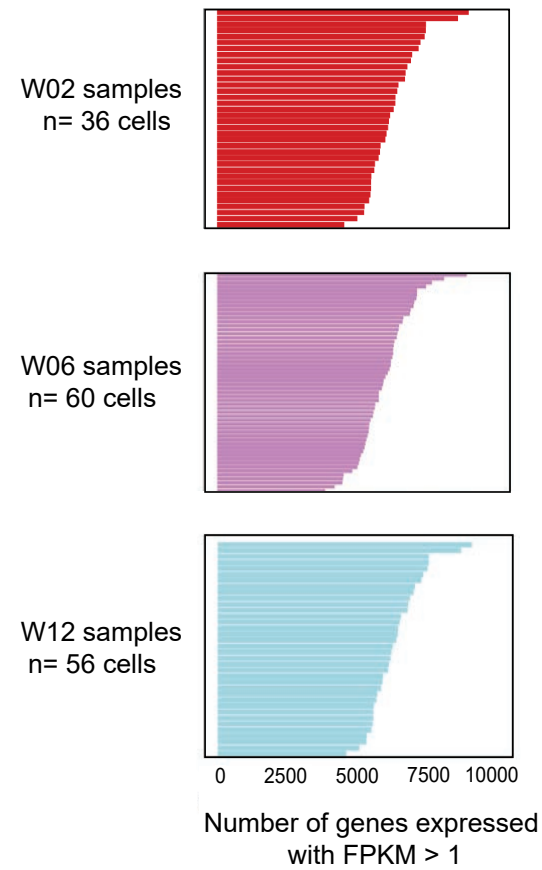 W02 samples
n= 36 cells
W06 samples
n= 60 cells
W12 samples
n= 56 cells
0 2500 5000 7500 10000
Number of genes expressed
with FPKM > 1